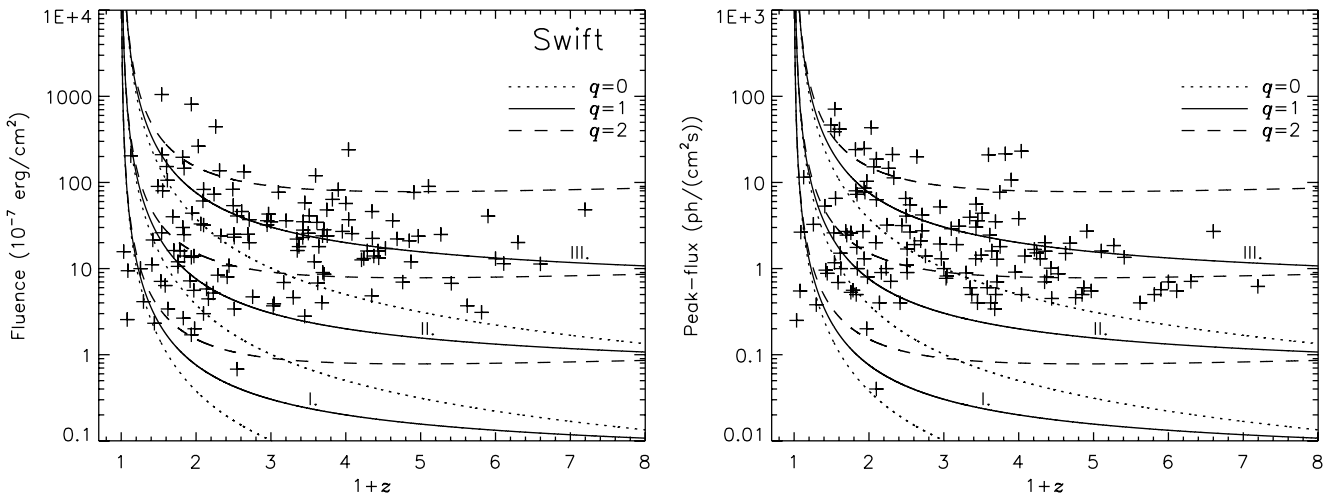 Swift
1E+4
1000
100
10
1
0.1
Fluence (10⁻⁷ erg/cm²)
q=0
q=1
q=2
III.
II.
I.
1 2 3 4 5 6 7 8
1+z
1E+3
100
10
1
0.1
0.01
Peak-flux (ph/(cm²s))
q=0
q=1
q=2
III.
II.
I.
1 2 3 4 5 6 7 8
1+z